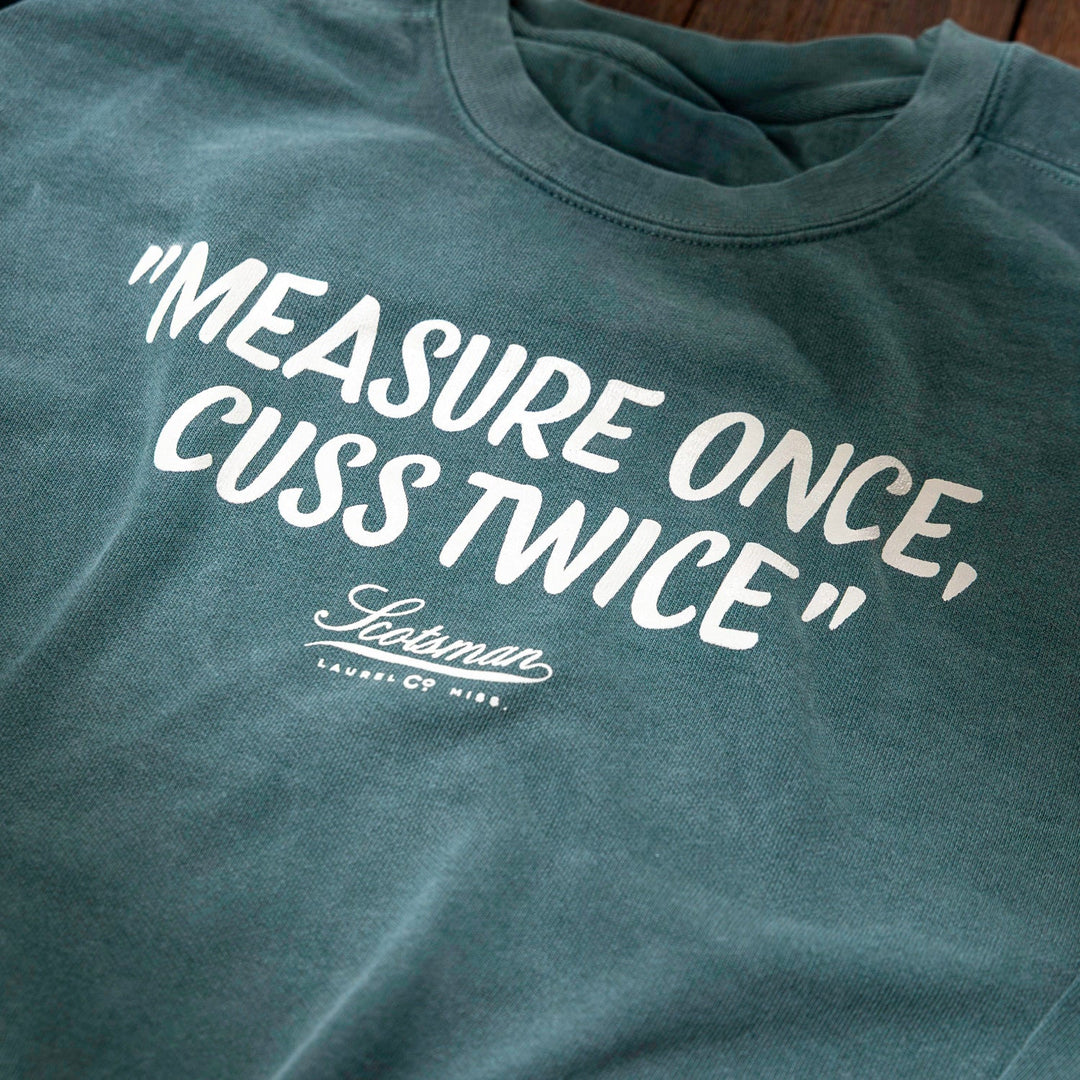 "MEASURE ONCE,
CUSS TWICE"
Scotsman
LAUREL Co. MISS.